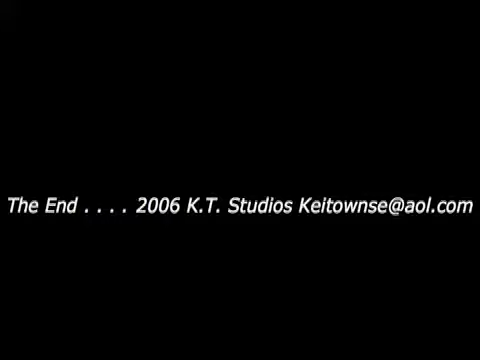 The End . . . . 2006 K.T. Studios Keitownse@aol.com